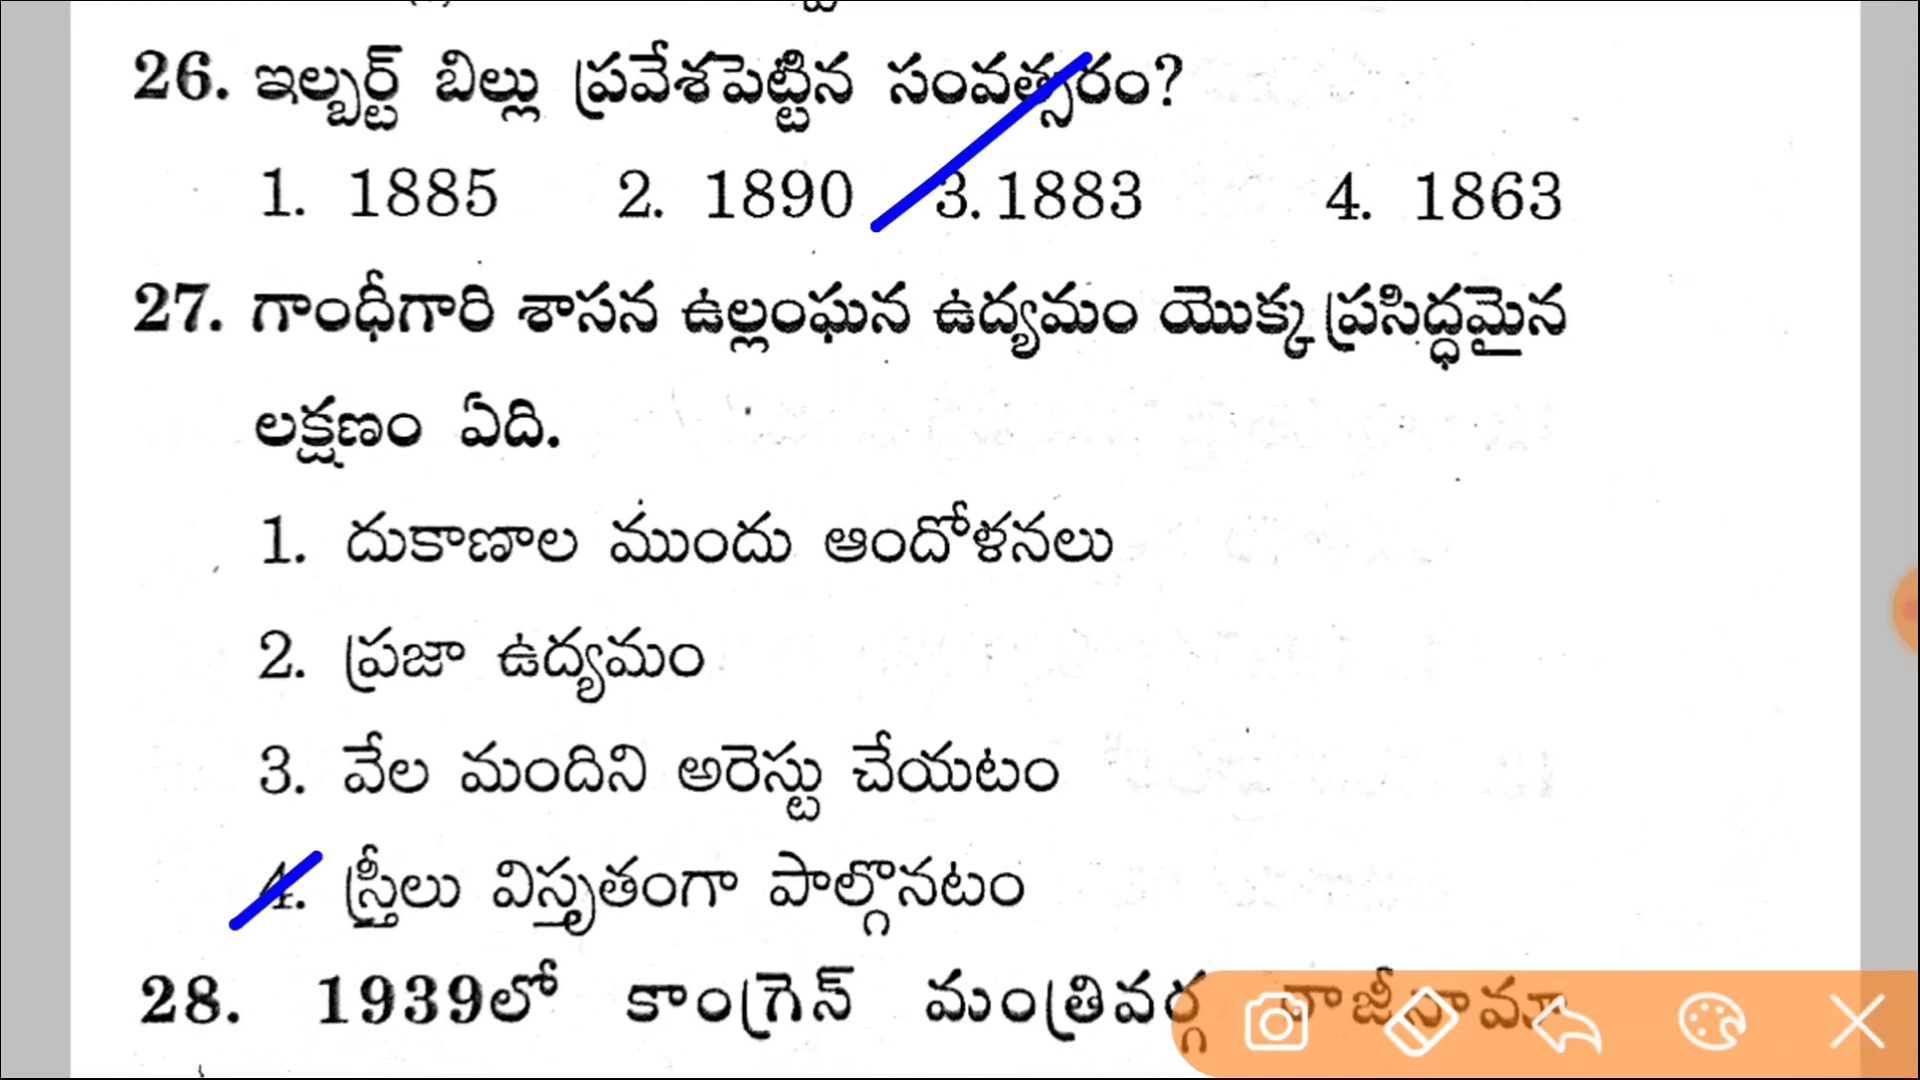 26. ఇల్బర్ట్ బిల్లు ప్రవేశపెట్టిన సంవత్సరం?
1. 1885 2. 1890 3. 1883 4. 1863
27. గాంధీగారి శాసన ఉల్లంఘన ఉద్యమం యొక్క ప్రసిద్ధమైన
లక్షణం ఏది.
1. దుకాణాల ముందు ఆందోళనలు
2. ప్రజా ఉద్యమం
3. వేల మందిని అరెస్టు చేయటం
4. స్త్రీలు విస్తృతంగా పాల్గొనటం
28. 1939లో కాంగ్రెస్ మంత్రివర్గ రాజీనామా